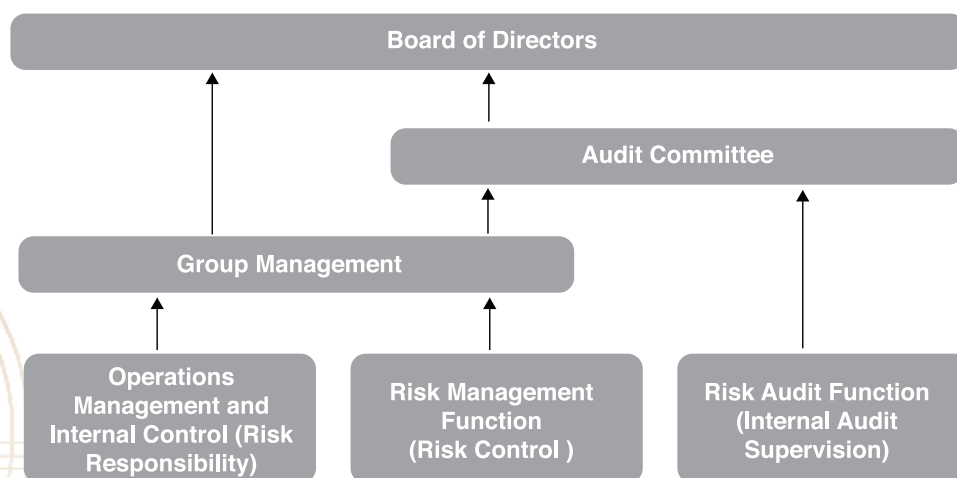 Board of Directors
Audit Committee
Group Management
Operations
Management and
Internal Control (Risk
Responsibility)
Risk Management
Function
(Risk Control )
Risk Audit Function
(Internal Audit
Supervision)